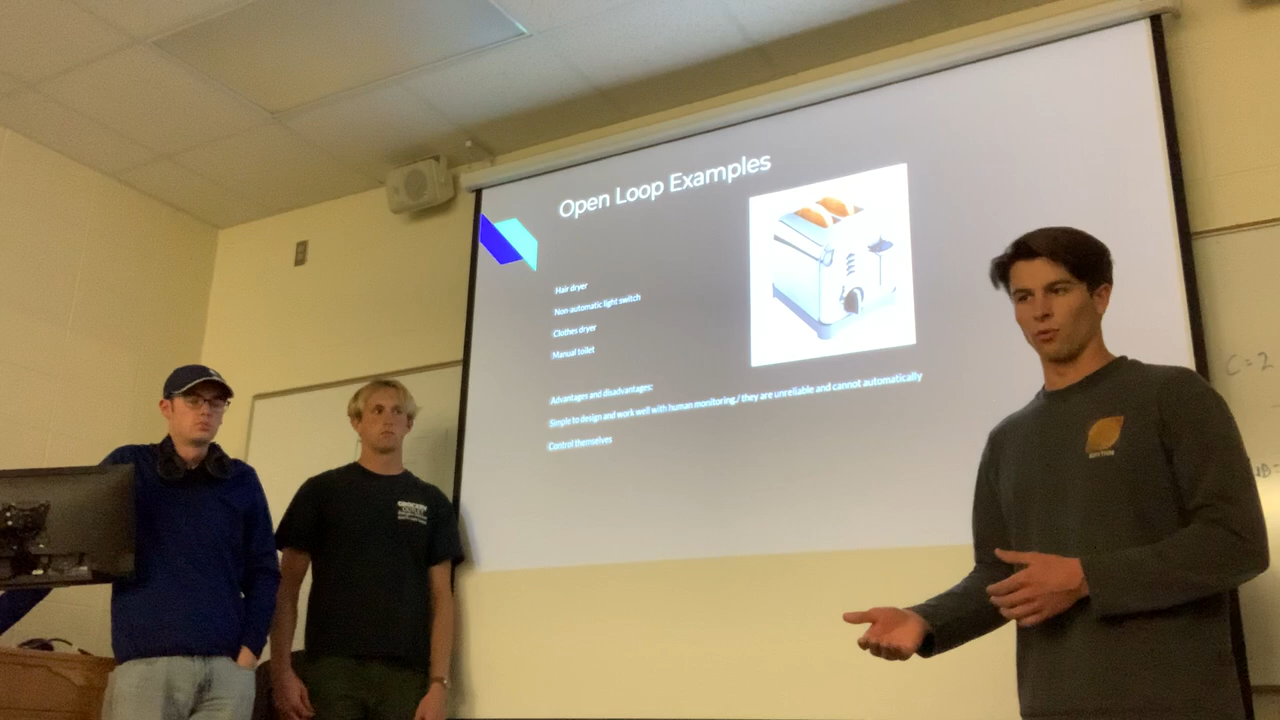 Open Loop Examples
Hair dryer
Non-automatic light switch
Clothes dryer
Manual toilet
Advantages and disadvantages:
Simple to design and work well with human monitoring./ they are unreliable and cannot automatically
Control themselves
RHYTHM
C=2